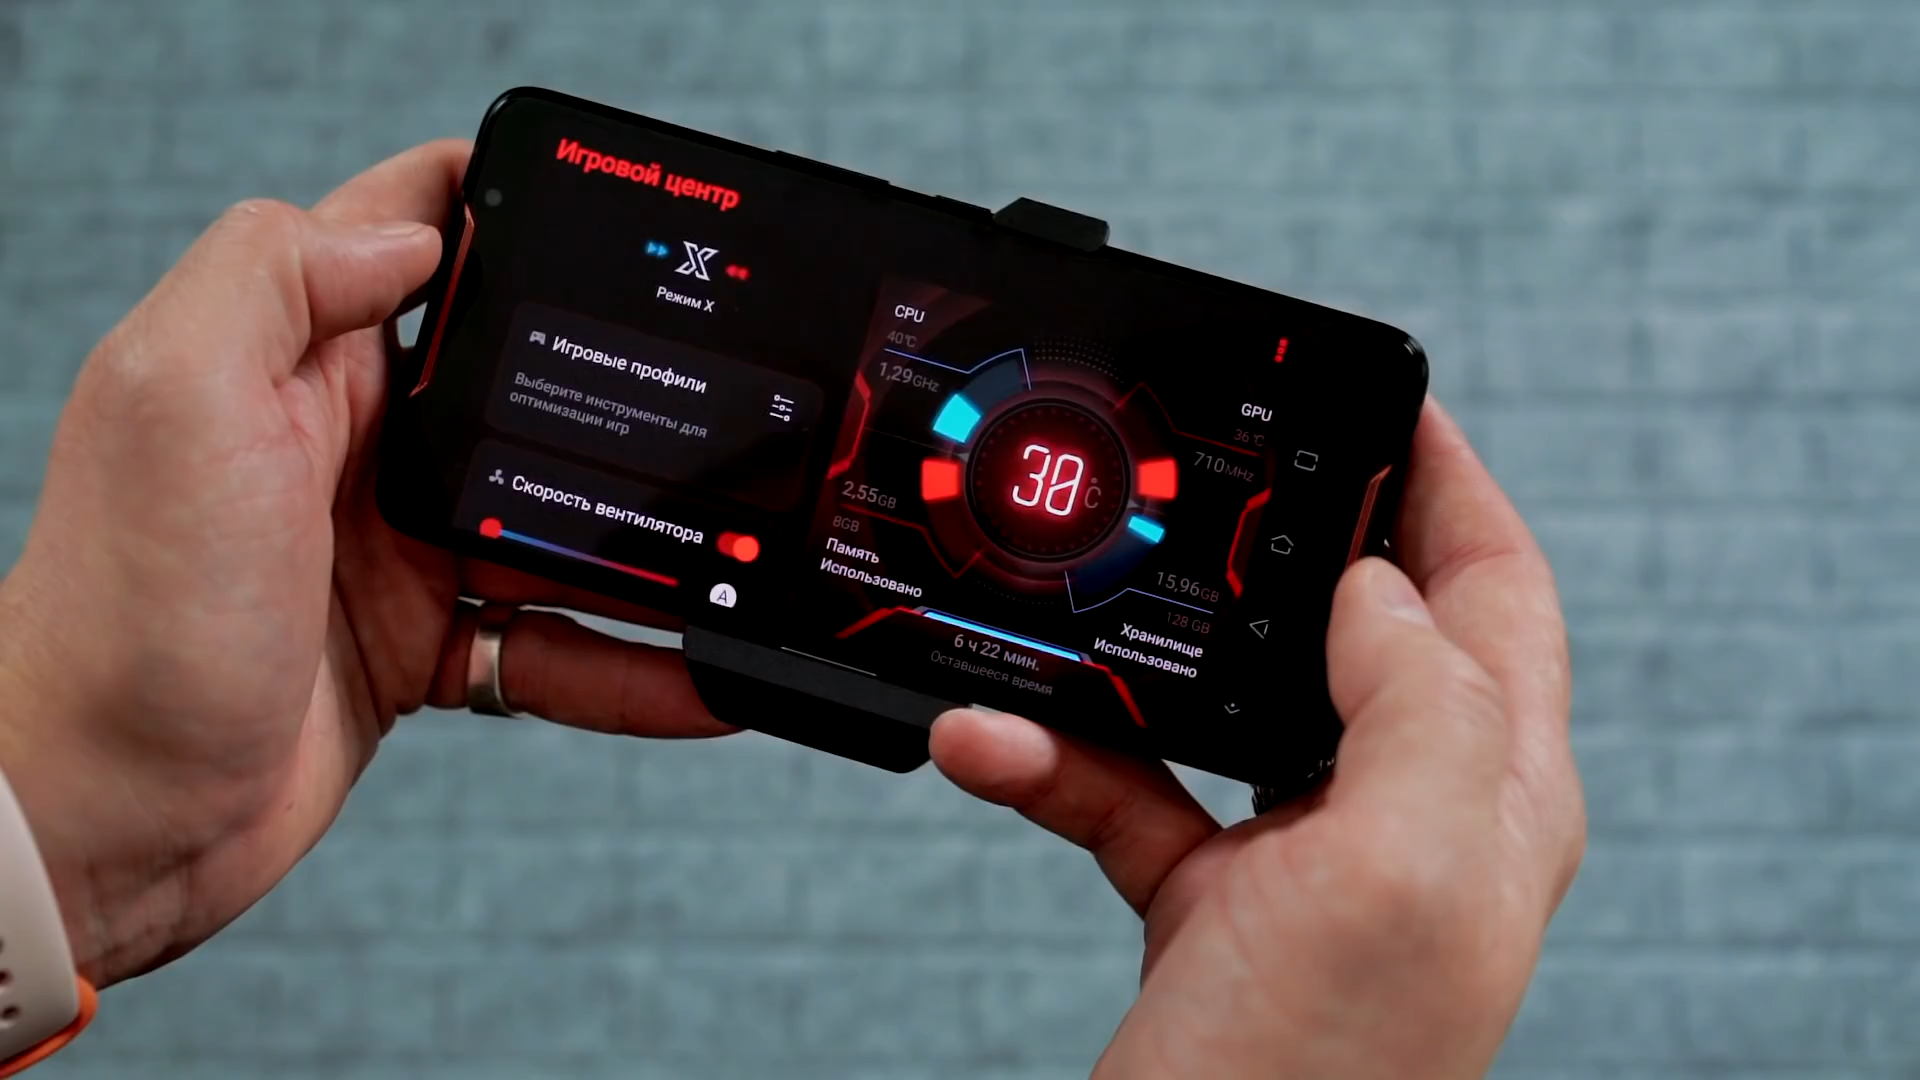 Игровой центр
X
Режим X
Игровые профили
Выберите инструменты для
оптимизации игр
Скорость вентилятора
A
CPU
40℃
1,29GHz
2,55GB
8GB
Память
Использовано
30°C
GPU
36℃
710MHz
15,96GB
128 GB
Хранилище
Использовано
6 ч 22 мин.
Оставшееся время